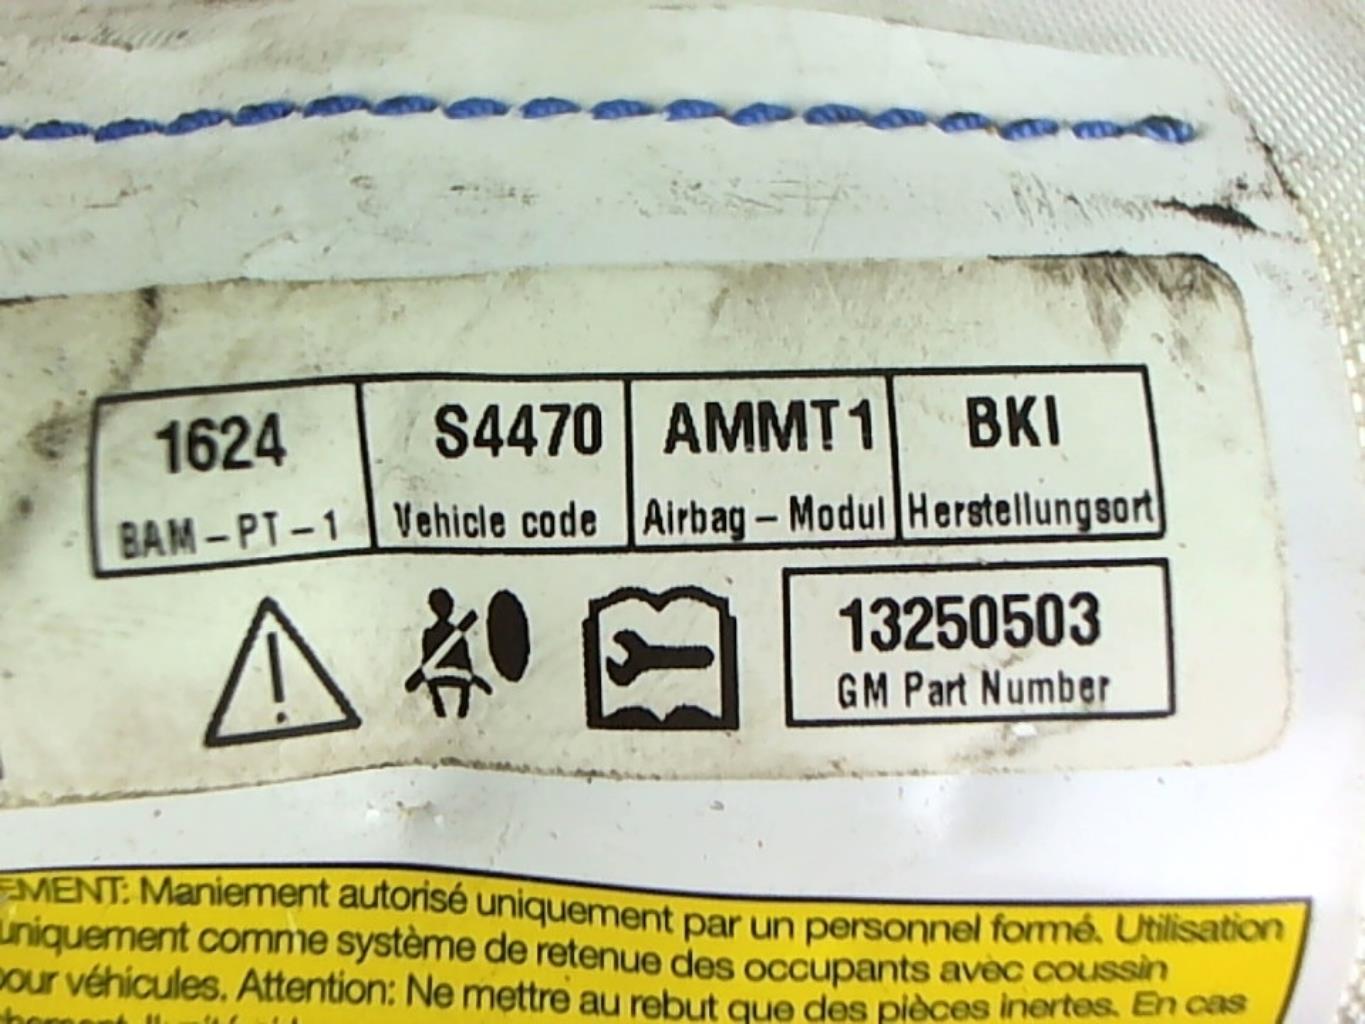 1624 S4470 AMMT1 BKI
BAM-PT-1 Vehicle code Airbag - Modul Herstellungsort
13250503
GM Part Number
EMENT: Maniement autorisé uniquement par un personnel formé. Utilisation
uniquement comme système de retenue des occupants avec coussin
pour véhicules. Attention: Ne mettre au rebut que des pièces inertes. En cas